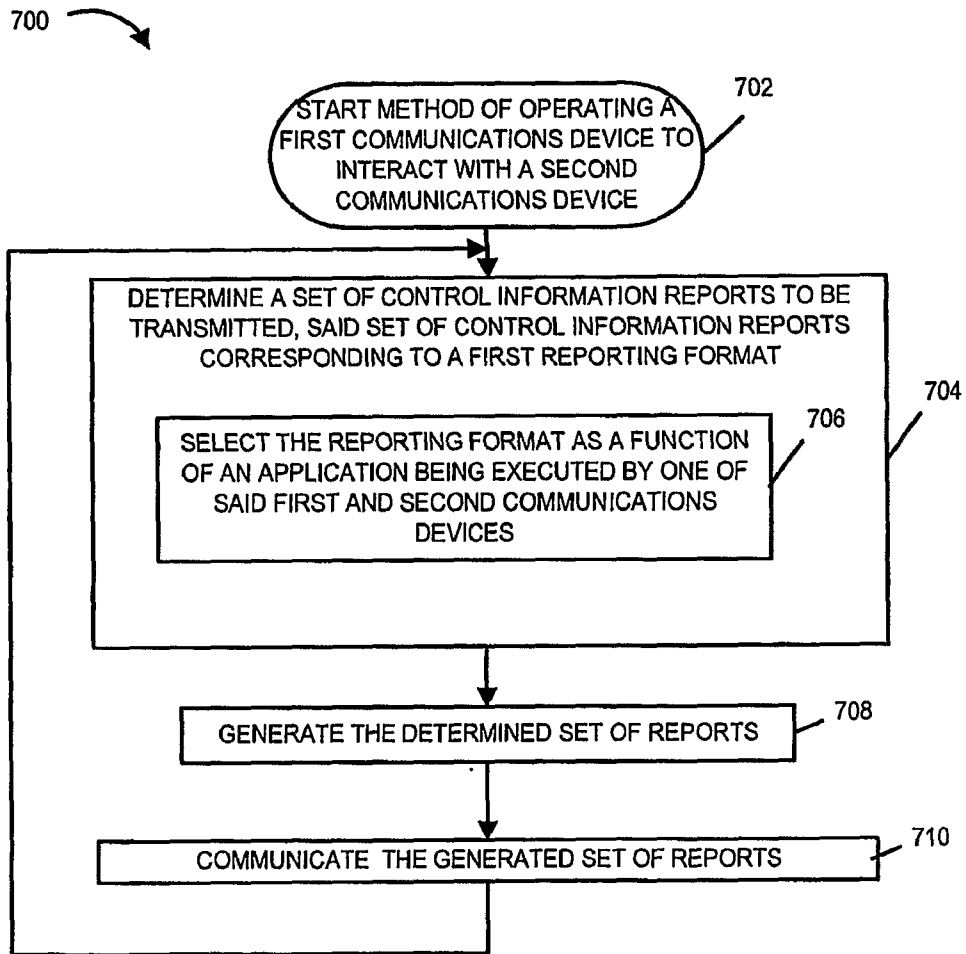 700
702
START METHOD OF OPERATING A
FIRST COMMUNICATIONS DEVICE TO
INTERACT WITH A SECOND
COMMUNICATIONS DEVICE
DETERMINE A SET OF CONTROL INFORMATION REPORTS TO BE
TRANSMITTED, SAID SET OF CONTROL INFORMATION REPORTS
CORRESPONDING TO A FIRST REPORTING FORMAT
704
706
SELECT THE REPORTING FORMAT AS A FUNCTION
OF AN APPLICATION BEING EXECUTED BY ONE OF
SAID FIRST AND SECOND COMMUNICATIONS
DEVICES
708
GENERATE THE DETERMINED SET OF REPORTS
710
COMMUNICATE THE GENERATED SET OF REPORTS